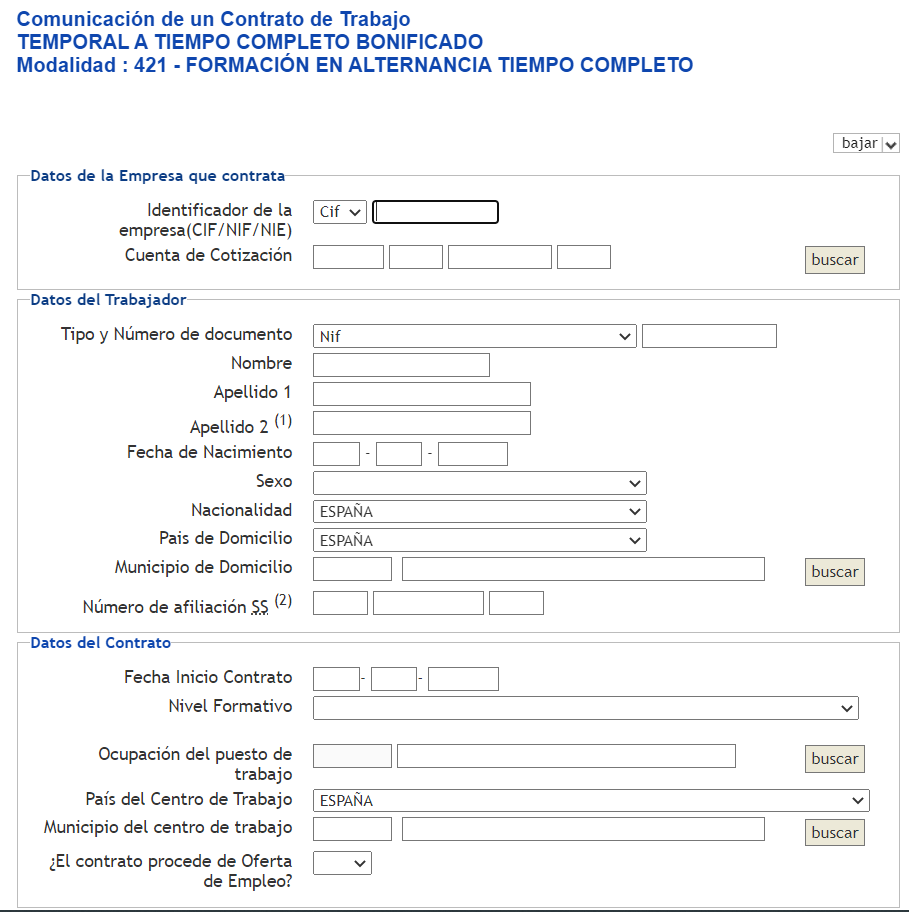 Comunicación de un Contrato de Trabajo
TEMPORAL A TIEMPO COMPLETO BONIFICADO
Modalidad : 421 - FORMACIÓN EN ALTERNANCIA TIEMPO COMPLETO
bajar
Datos de la Empresa que contrata
Identificador de la
empresa(CIF/NIF/NIE)
Cif
Cuenta de Cotización
buscar
Datos del Trabajador
Tipo y Número de documento
Nif
Nombre
Apellido 1
Apellido 2 (1)
Fecha de Nacimiento
- -
Sexo
Nacionalidad
ESPAÑA
Pais de Domicilio
ESPAÑA
Municipio de Domicilio
buscar
Número de afiliación SS (2)
Datos del Contrato
Fecha Inicio Contrato
- -
Nivel Formativo
Ocupación del puesto de
trabajo
buscar
País del Centro de Trabajo
ESPAÑA
Municipio del centro de trabajo
buscar
¿El contrato procede de Oferta
de Empleo?